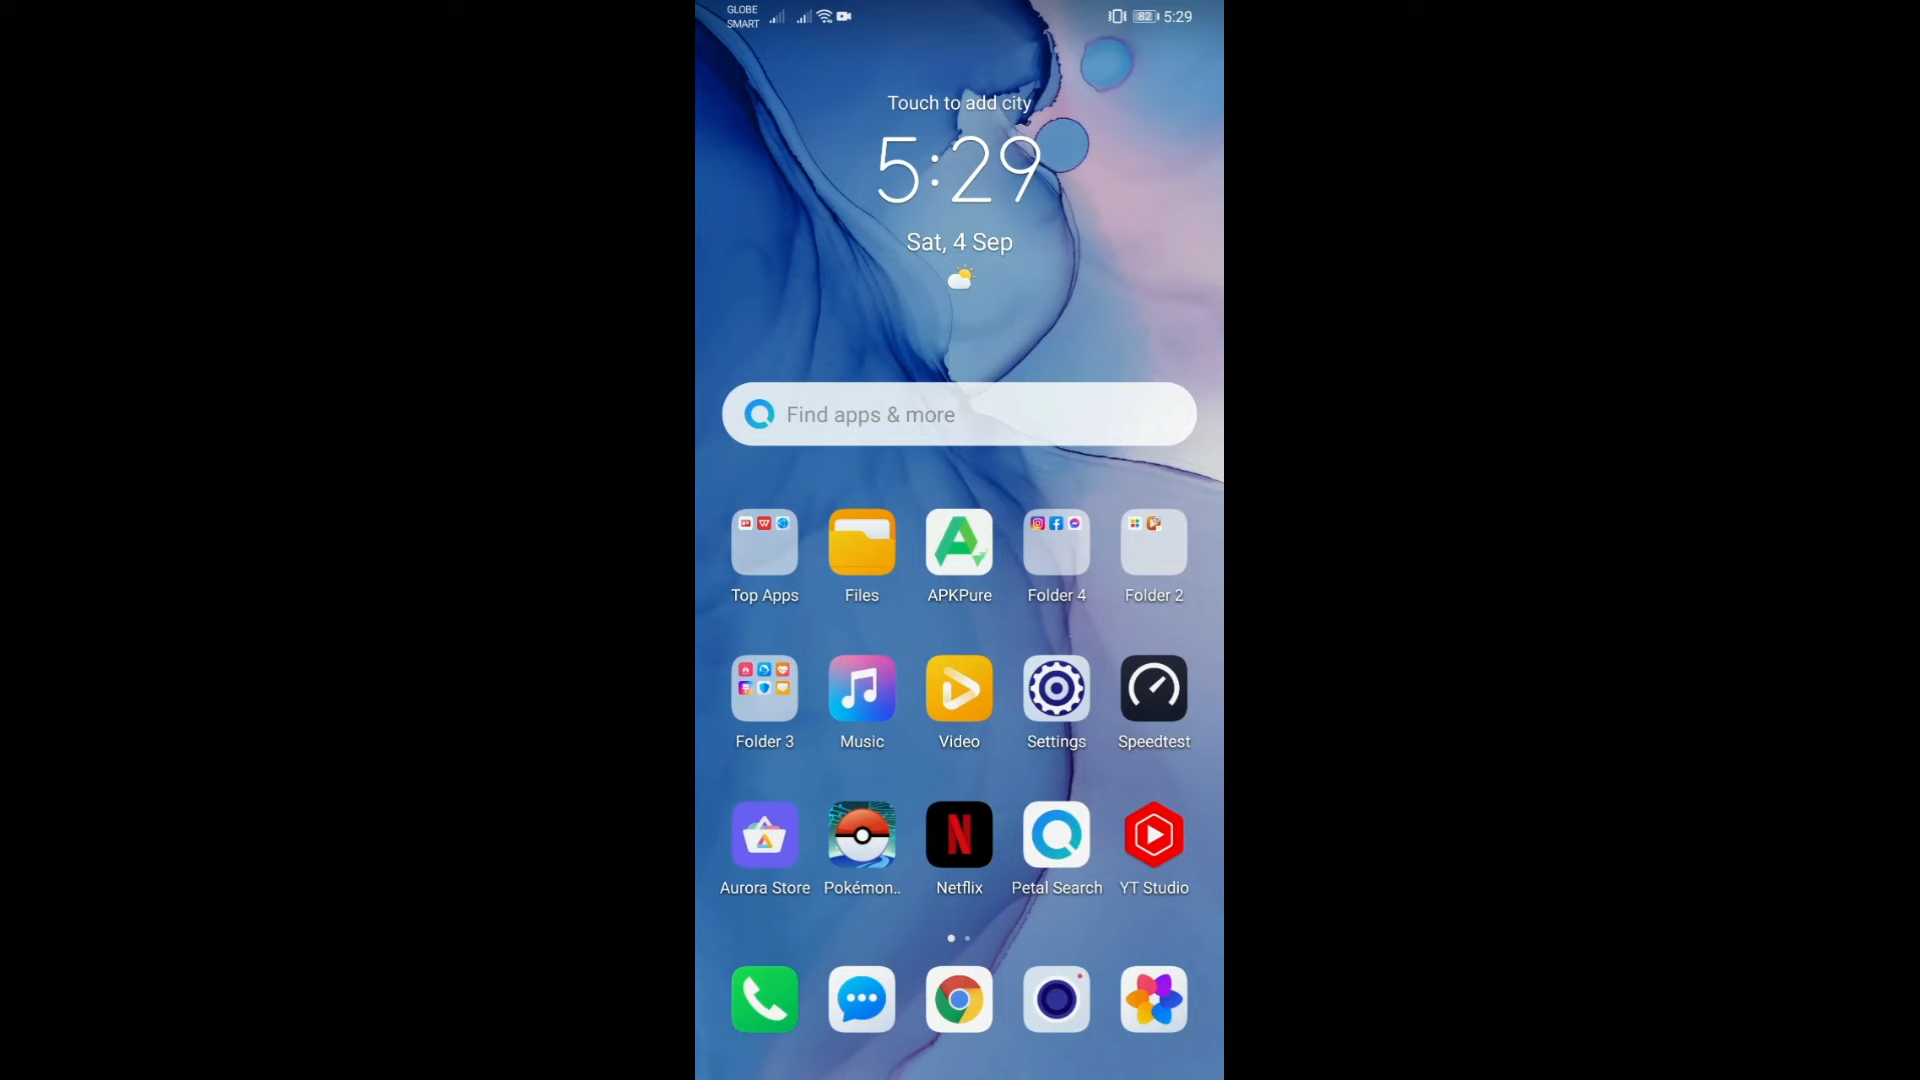 GLOBE
SMART
82 5:29
Touch to add city
5:29
Sat, 4 Sep
Find apps & more
Top Apps Files APKPure Folder 4 Folder 2
Folder 3 Music Video Settings Speedtest
N
Aurora Store Pokémon.. Netflix Petal Search YT Studio